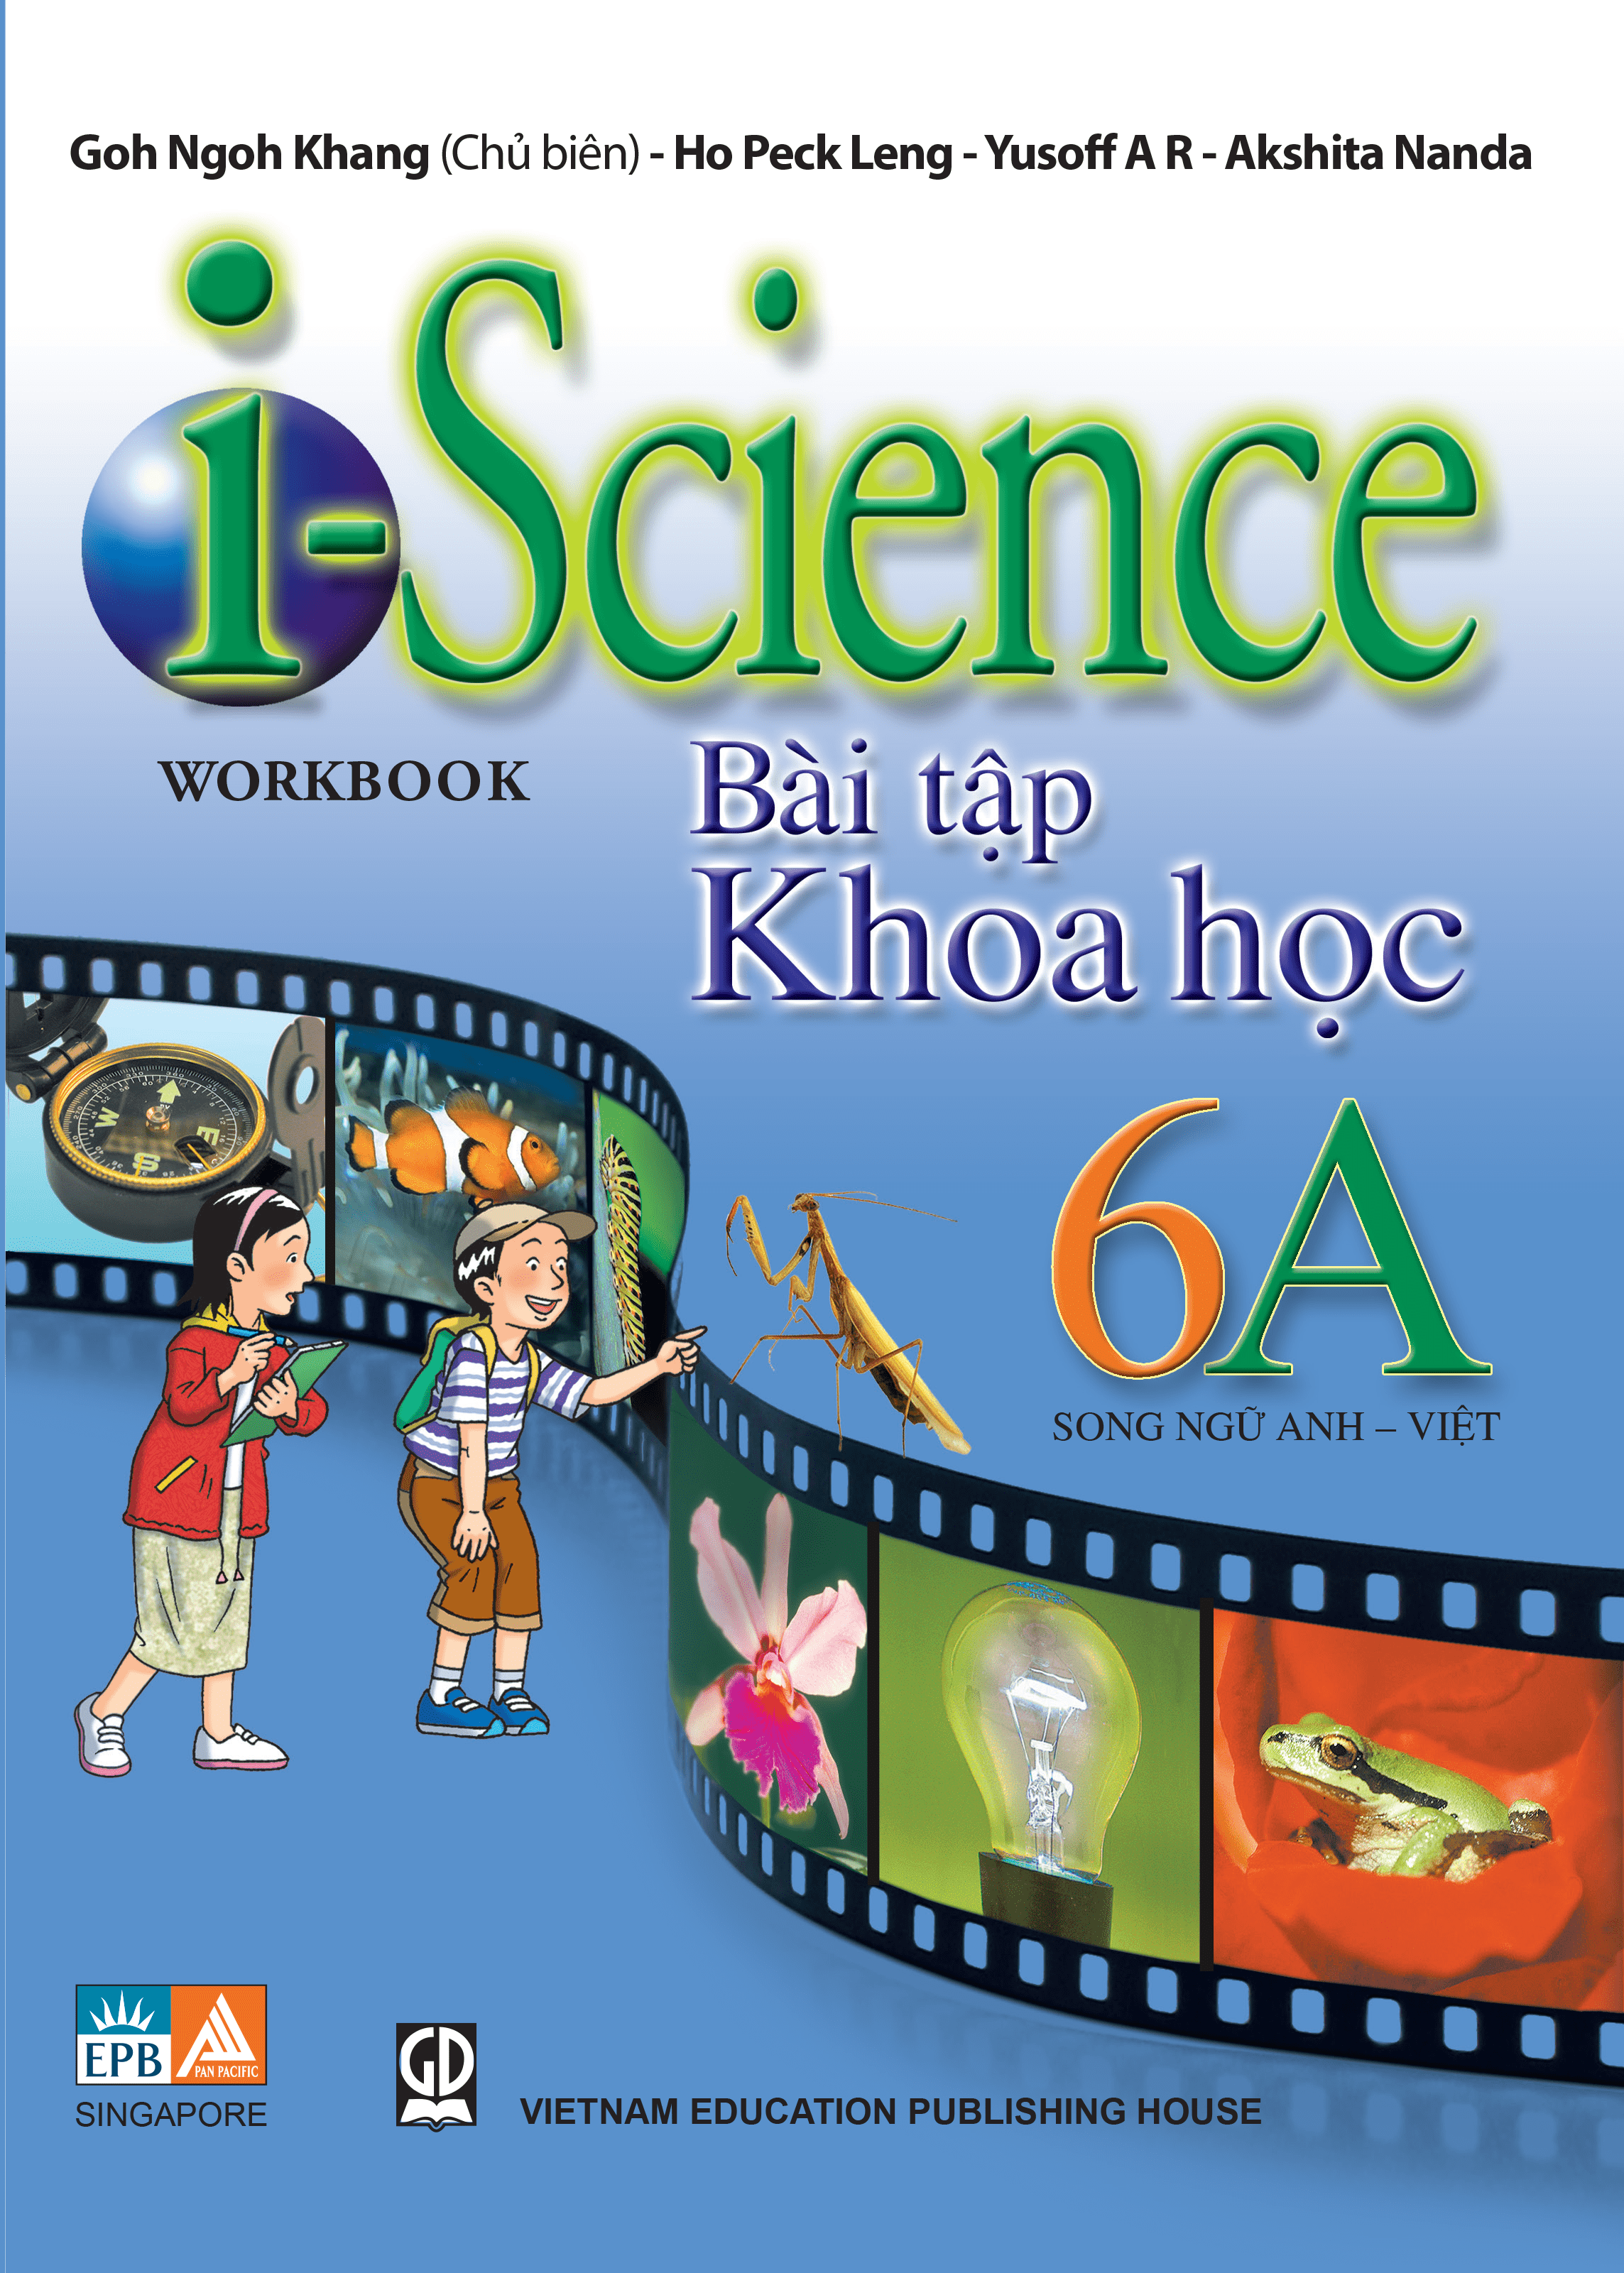 Goh Ngoh Khang (Chủ biên) - Ho Peck Leng - Yusoff A R - Akshita Nanda
i-Science
WORKBOOK
Bài tập
Khoa học
6A
SONG NGỮ ANH – VIỆT
W
E
S
EPB
PAN PACIFIC
SINGAPORE
GD
VIETNAM EDUCATION PUBLISHING HOUSE